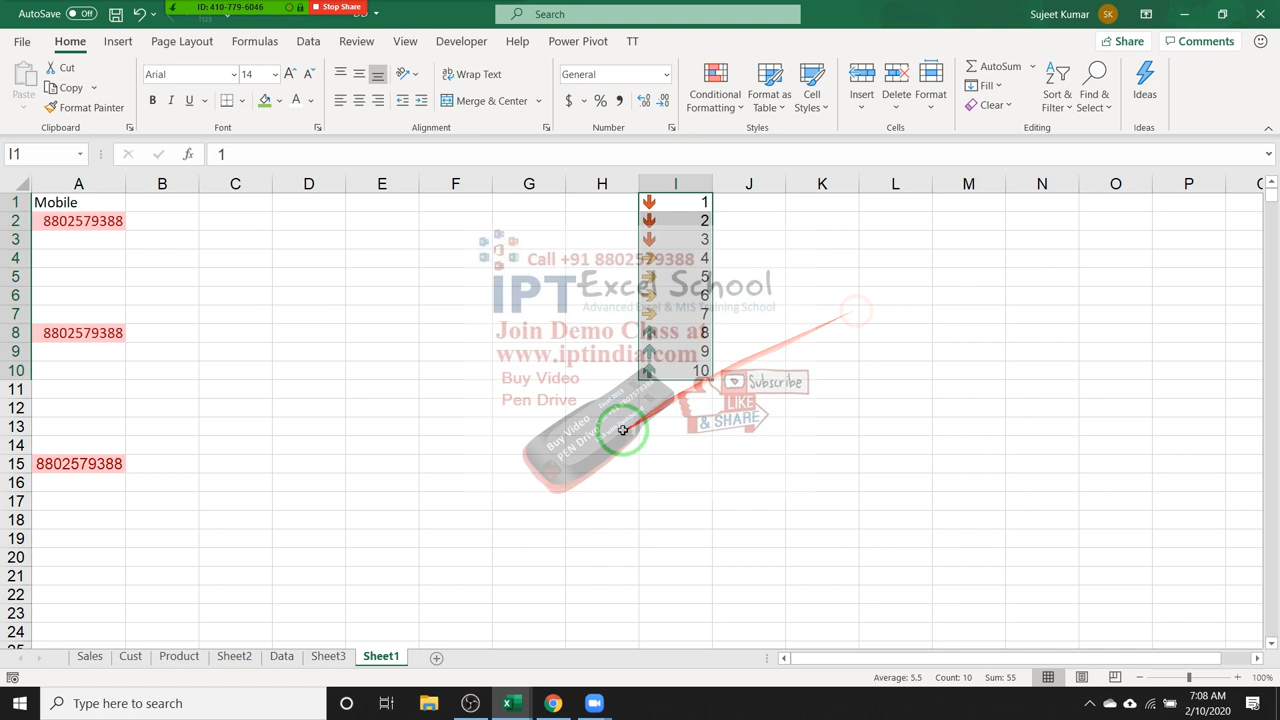 AutoSave Off
ID: 410-779-6046
Stop Share
Search
Sujeet Kumar
SK
File Home Insert Page Layout Formulas Data Review View Developer Help Power Pivot TT
Share
Comments
Paste
Cut
Copy
Format Painter
Clipboard
Arial
14
B I U
Font
Wrap Text
Merge & Center
Alignment
General
$ % ,
Number
Conditional Formatting
Format as Table
Cell Styles
Styles
Insert
Delete
Format
Cells
AutoSum
Fill
Clear
Sort & Filter
Find & Select
Editing
Ideas
Ideas
I1
fx
1
A B C D E F G H I J K L M N O P
1 Mobile 1
2 8802579388 2
3 3
4 4
5 5
6 6
7 7
8 8802579388 8
9 9
10 10
11
12
13
14
15 8802579388
16
17
18
19
20
21
22
23
24
Call +91 8802579388
IPT Excel School
Advanced Excel & MIS Training School
Join Demo Class at
www.iptindia.com
Buy Video
Pen Drive
Buy Video
PEN Drive
Subscribe
LIKE
& SHARE
Sales Cust Product Sheet2 Data Sheet3 Sheet1
Average: 5.5 Count: 10 Sum: 55
100%
Type here to search
7:08 AM
2/10/2020